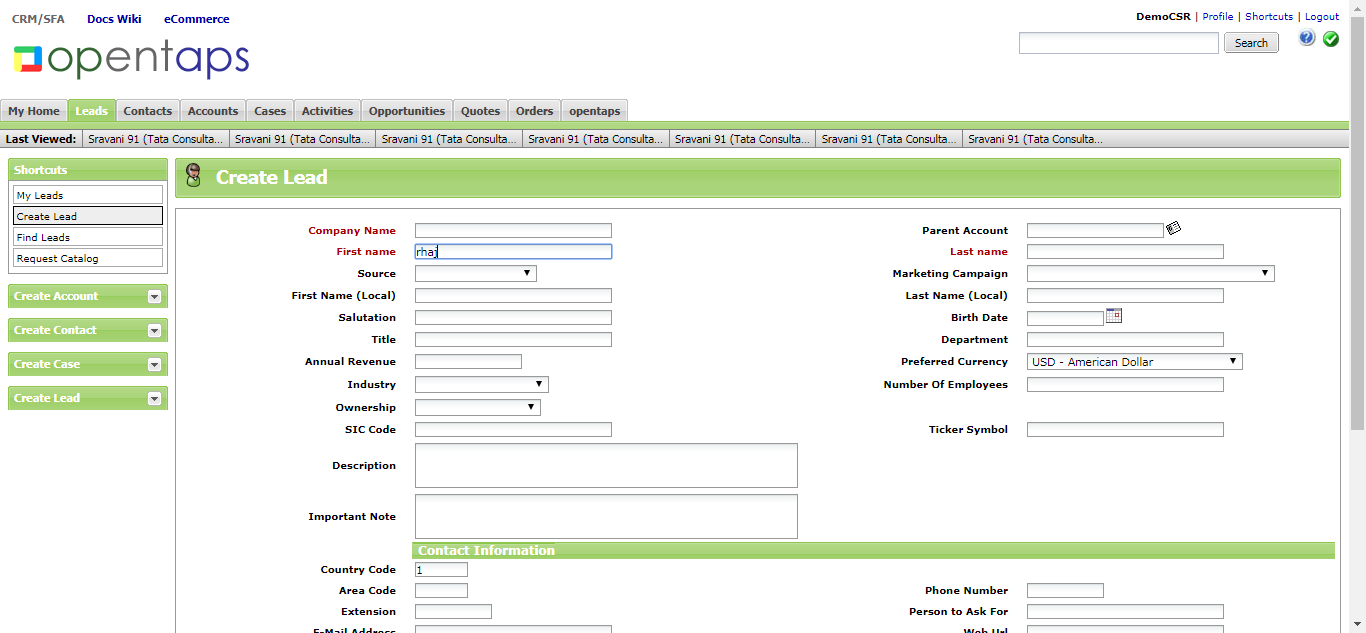 CRM/SFA Docs Wiki eCommerce
DemoCSR | Profile | Shortcuts | Logout
opentaps
Search
My Home Leads Contacts Accounts Cases Activities Opportunities Quotes Orders opentaps
Last Viewed: Sravani 91 (Tata Consulta... Sravani 91 (Tata Consulta... Sravani 91 (Tata Consulta... Sravani 91 (Tata Consulta... Sravani 91 (Tata Consulta... Sravani 91 (Tata Consulta... Sravani 91 (Tata Consulta...
Shortcuts
My Leads
Create Lead
Find Leads
Request Catalog
Create Account
Create Contact
Create Case
Create Lead
Create Lead
Company Name Parent Account
First name rhaj Last name
Source Marketing Campaign
First Name (Local) Last Name (Local)
Salutation Birth Date
Title Department
Annual Revenue Preferred Currency USD - American Dollar
Industry Number Of Employees
Ownership
SIC Code Ticker Symbol
Description
Important Note
Contact Information
Country Code 1
Area Code Phone Number
Extension Person to Ask For
E-Mail Address Web Url